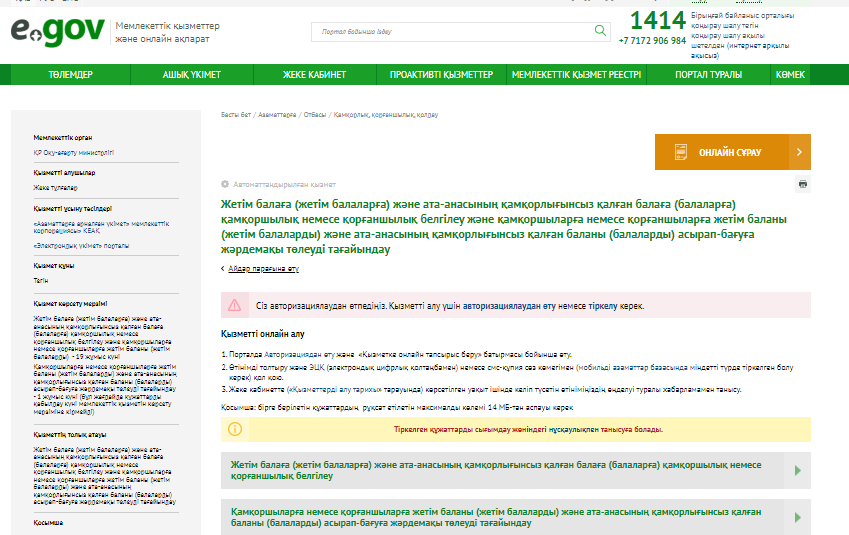 e.gov
Мемлекеттік қызметтер
және онлайн ақпарат
Портал бойынша іздеу
1414
+7 7172 906 984
Бірыңғай байланыс орталығы
қоңырау шалу тегін
қоңырау шалу ақылы
шетелден (интернет арқылы
ақысыз)
ТӨЛЕМДЕР
АШЫҚ ҮКІМЕТ
ЖЕКЕ КАБИНЕТ
ПРОАКТИВТІ ҚЫЗМЕТТЕР
МЕМЛЕКЕТТІК ҚЫЗМЕТ РЕЕСТРІ
ПОРТАЛ ТУРАЛЫ
КӨМЕК
Мемлекеттік орган
ҚР Оқу-ағарту министрлігі
Қызметті алушылар
Жеке тұлғалар
Қызметті ұсыну тәсілдері
«Азаматтарға арналған үкімет» мемлекеттік
корпорациясы» КЕАҚ
«Электрондық үкімет» порталы
Қызмет құны
Тегін
Қызмет көрсету мерзімі
Жетім балаға (жетім балаларға) және ата-
анасының қамқорлығынсыз қалған балаға
(балаларға) қамқоршылық немесе
қорғаншылық белгілеу және қамқоршыларға
немесе қорғаншыларға жетім баланы (жетім
балаларды) - 19 жұмыс күні
Қамқоршыларға немесе қорғаншыларға жетім
баланы (жетім балаларды) және ата-анасының
қамқорлығынсыз қалған баланы (балаларды)
асырап-бағуға жәрдемақы төлеуді тағайындау
- 1 жұмыс күні (бұл жағдайда құжаттарды
қабылдау күні мемлекеттік қызметін көрсету
мерзіміне кірмейді)
Қызметтің толық атауы
Жетім балаға (жетім балаларға) және ата-
анасының қамқорлығынсыз қалған балаға
(балаларға) қамқоршылық немесе
қорғаншылық белгілеу және қамқоршыларға
немесе қорғаншыларға жетім баланы (жетім
балаларды) және ата-анасының
қамқорлығынсыз қалған баланы (балаларды)
асырап-бағуға жәрдемақы төлеуді тағайындау
Қосымша
Басты бет / Азаматтарға / Отбасы / Қамқорлық, қорғаншылық, қолдау
ОНЛАЙН СҰРАУ
Автоматтандырылған қызмет
Жетім балаға (жетім балаларға) және ата-анасының қамқорлығынсыз қалған балаға (балаларға)
қамқоршылық немесе қорғаншылық белгілеу және қамқоршыларға немесе қорғаншыларға жетім баланы
(жетім балаларды) және ата-анасының қамқорлығынсыз қалған баланы (балаларды) асырап-бағуға
жәрдемақы төлеуді тағайындау
Айдар парағына өту
Сіз авторизациялаудан өтпедіңіз. Қызметті алу үшін авторизациялаудан өту немесе тіркелу керек.
Қызметті онлайн алу
1. Порталда Авторизациядан өту және «Қызметке онлайн тапсырыс беру» батырмасы бойынша өту.
2. Өтінімді толтыру және ЭЦҚ (электрондық цифрлық қолтаңбамен) немесе смс-құпия сөз көмегімен (мобильді азаматтар базасында міндетті түрде тіркелген болу
керек) қол қою.
3. Жеке кабинетте («Қызметтерді алу тарихы» тарауында) көрсетілген уақыт ішінде келіп түсетін өтініміңіздің өңделуі туралы хабарламамен танысу.
Қосымша: бірге берілетін құжаттардың рұқсат етілетін максималды көлемі 14 МБ-тан аспауы керек
Тіркелген құжаттарды сығымдау жөніндегі нұсқаулықпен танысуға болады.
Жетім балаға (жетім балаларға) және ата-анасының қамқорлығынсыз қалған балаға (балаларға) қамқоршылық немесе
қорғаншылық белгілеу
Қамқоршыларға немесе қорғаншыларға жетім баланы (жетім балаларды) және ата-анасының қамқорлығынсыз қалған
баланы (балаларды) асырап-бағуға жәрдемақы төлеуді тағайындау